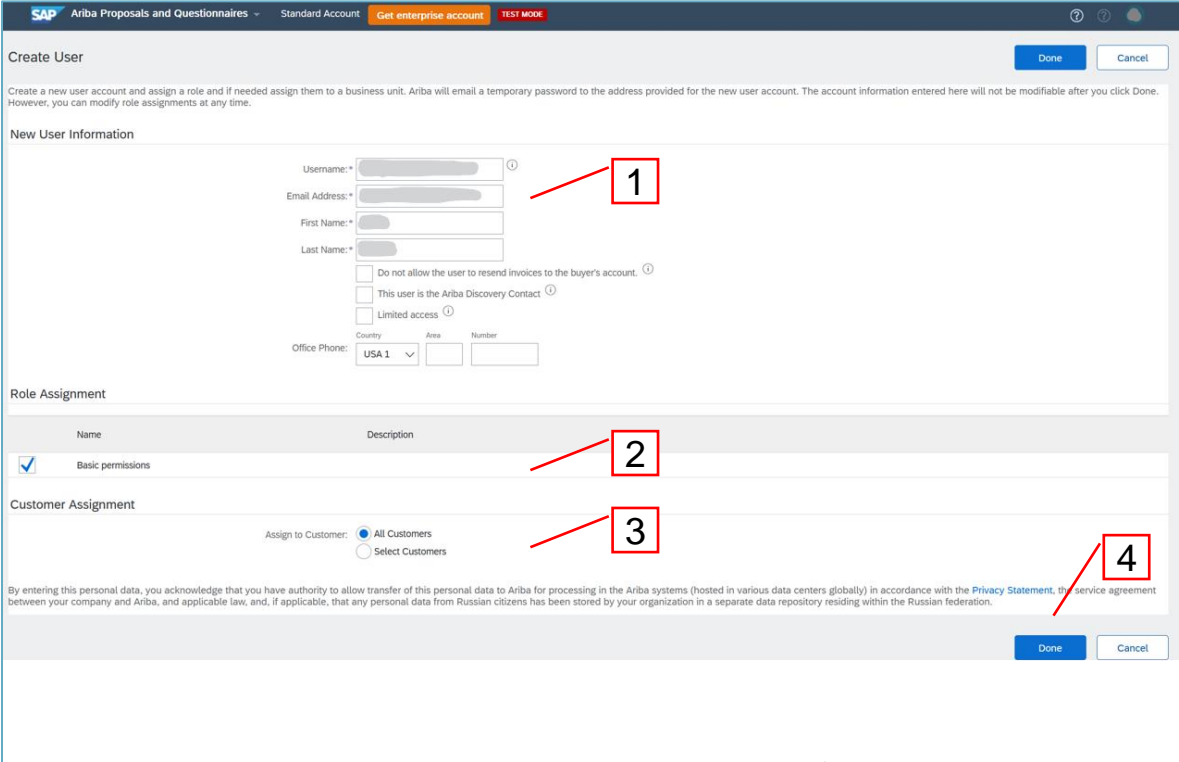 SAP Ariba Proposals and Questionnaires Standard Account Get enterprise account TEST MODE
Create User Done Cancel
Create a new user account and assign a role and if needed assign them to a business unit. Ariba will email a temporary password to the address provided for the new user account. The account information entered here will not be modifiable after you click Done.
However, you can modify role assignments at any time.
New User Information
Username:*
1
Email Address:*
First Name:*
Last Name:*
Do not allow the user to resend invoices to the buyer's account.
This user is the Ariba Discovery Contact
Limited access
Country Area Number
Office Phone: USA 1
Role Assignment
Name Description
2
Basic permissions
Customer Assignment
Assign to Customer: All Customers
3
Select Customers
4
By entering this personal data, you acknowledge that you have authority to allow transfer of this personal data to Ariba for processing in the Ariba systems (hosted in various data centers globally) in accordance with the Privacy Statement, the service agreement
between your company and Ariba, and applicable law, and, if applicable, that any personal data from Russian citizens has been stored by your organization in a separate data repository residing within the Russian federation.
Done Cancel